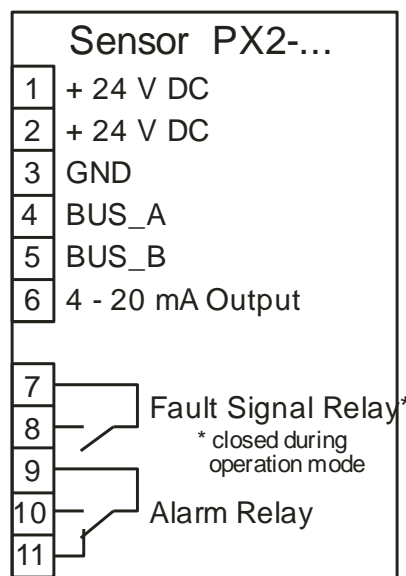 Sensor PX2-...
1 + 24 V DC
2 + 24 V DC
3 GND
4 BUS_A
5 BUS_B
6 4 - 20 mA Output
7
Fault Signal Relay*
8
* closed during
operation mode
9
10 Alarm Relay
11